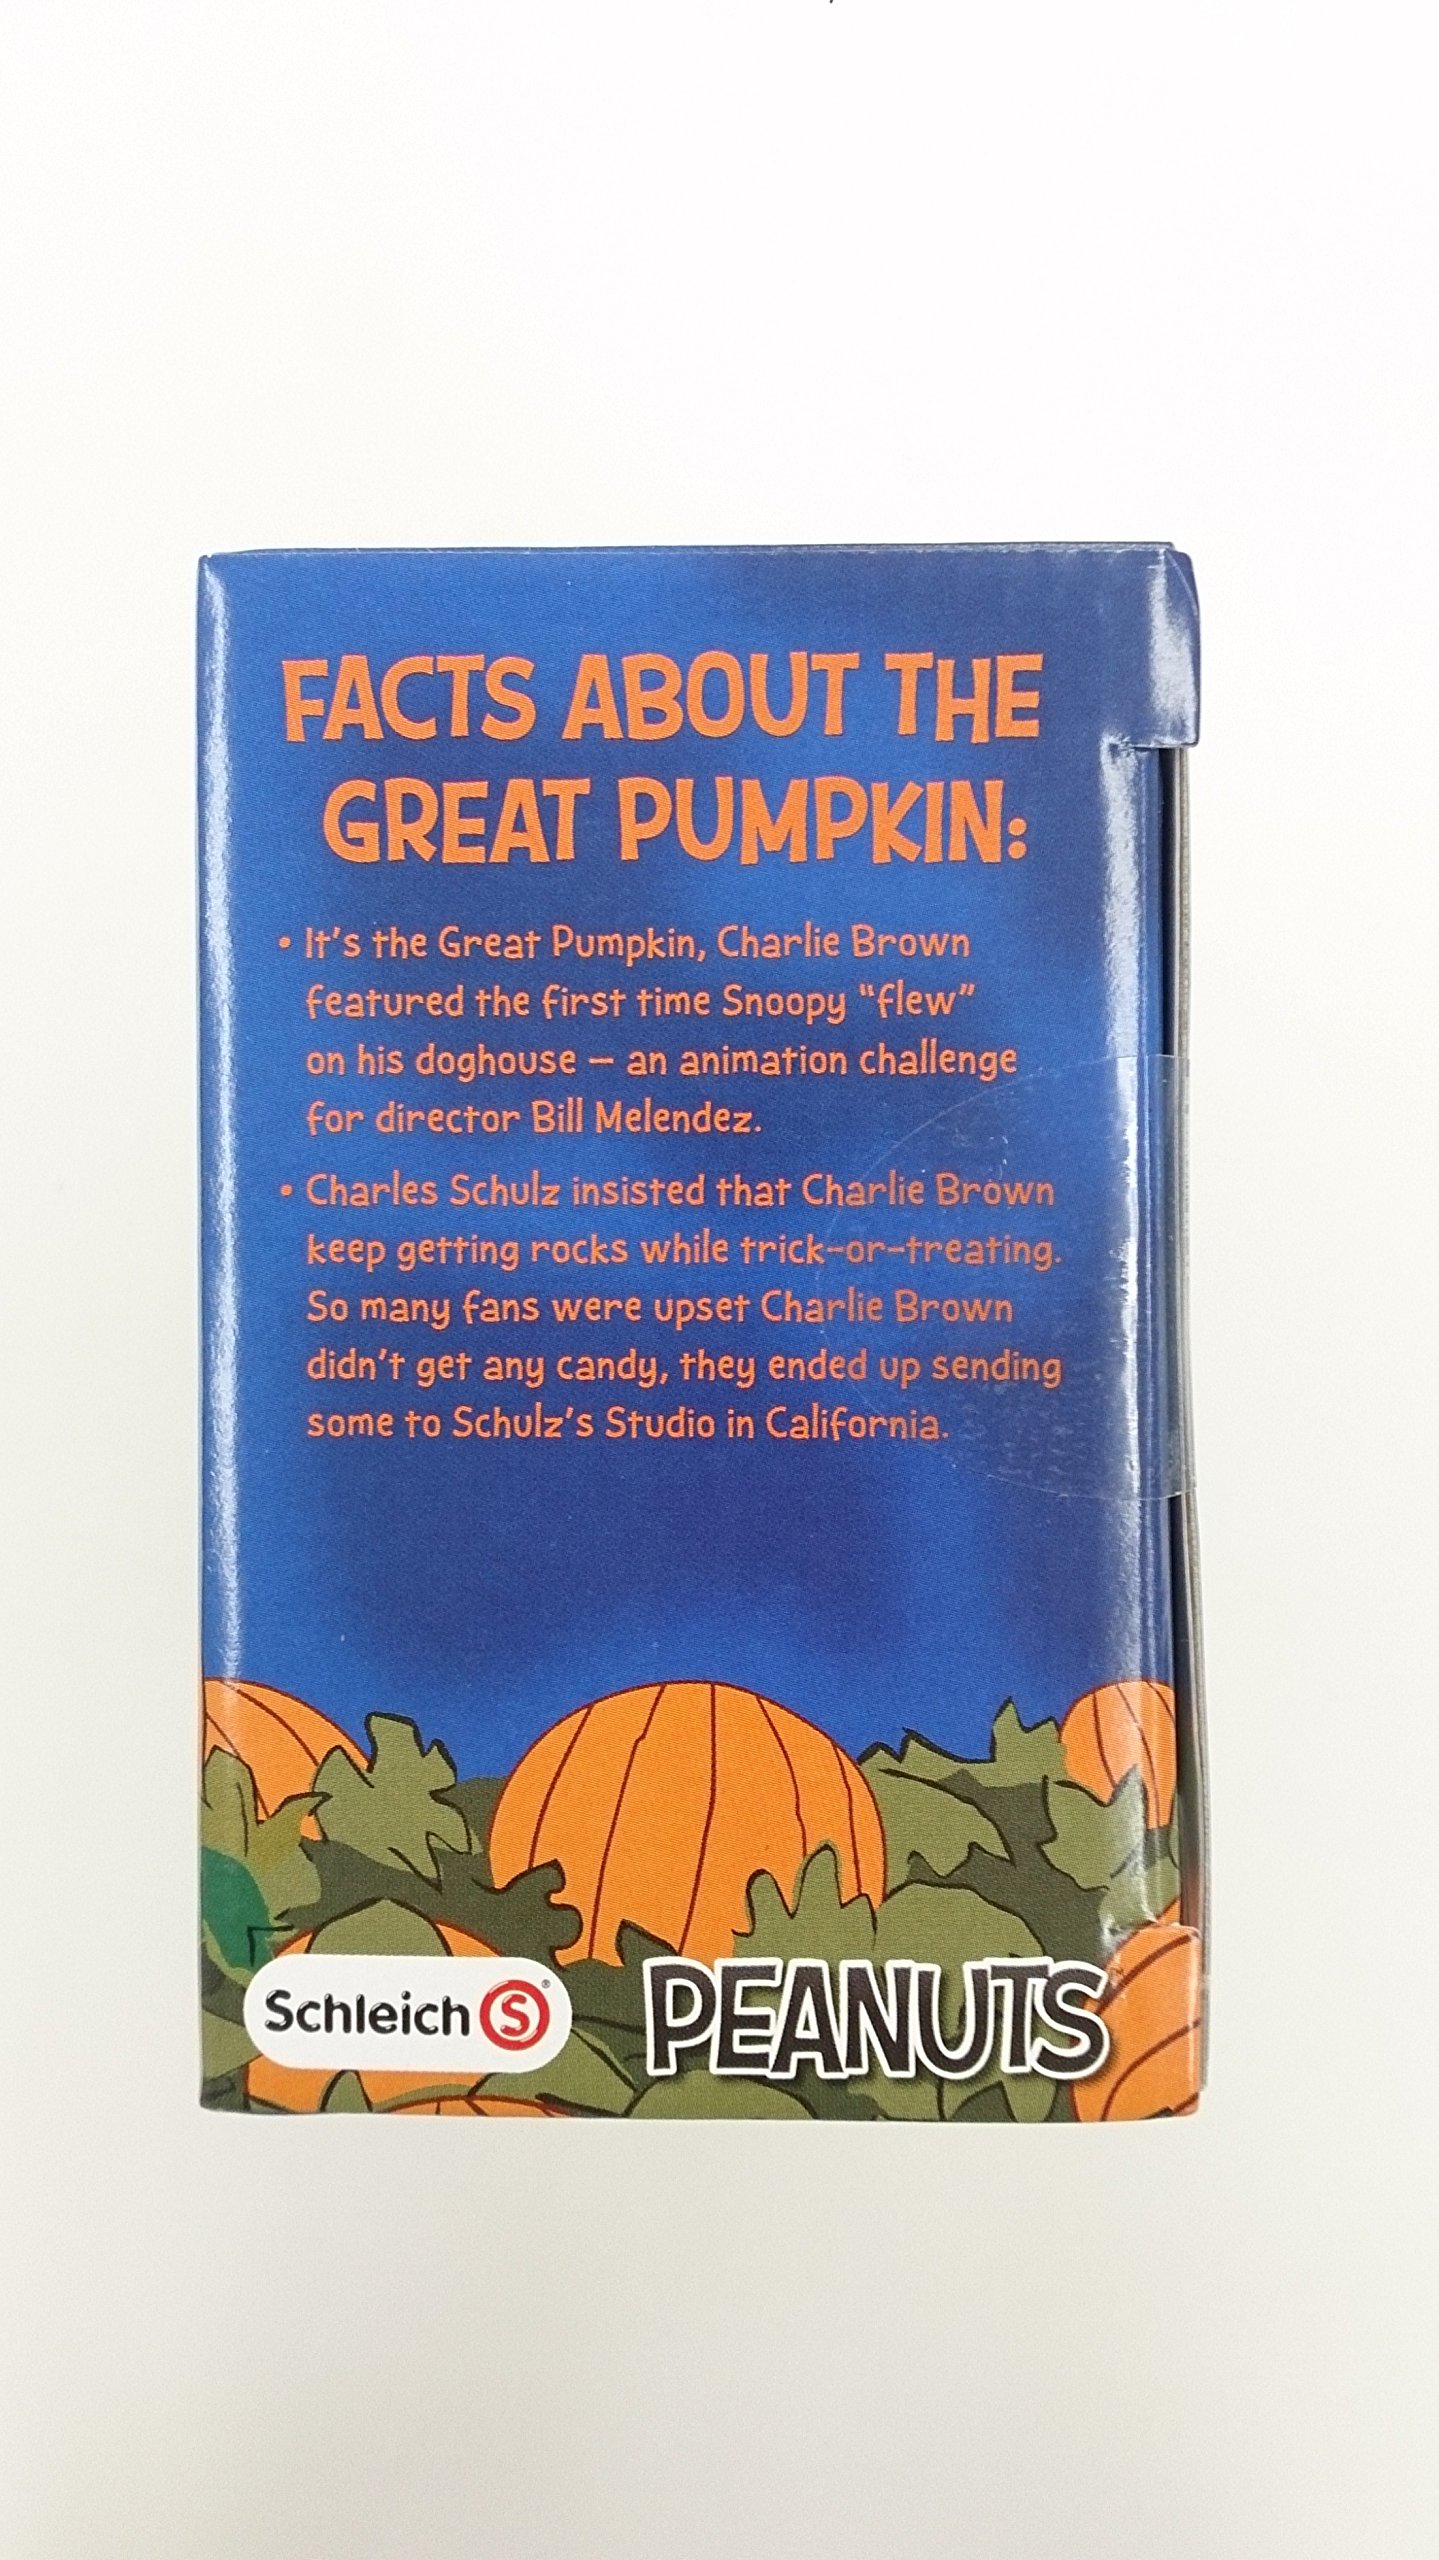 FACTS ABOUT THE
GREAT PUMPKIN:
• It's the Great Pumpkin, Charlie Brown
featured the first time Snoopy “flew”
on his doghouse – an animation challenge
for director Bill Melendez.
• Charles Schulz insisted that Charlie Brown
keep getting rocks while trick-or-treating.
So many fans were upset Charlie Brown
didn't get any candy, they ended up sending
some to Schulz's Studio in California.
Schleich S®
PEANUTS